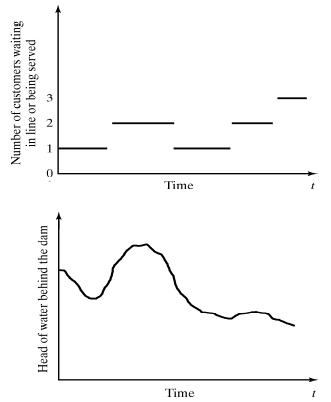 Number of customers waiting
in line or being served
3
2
1
0
Time
t
Head of water behind the dam
Time
t